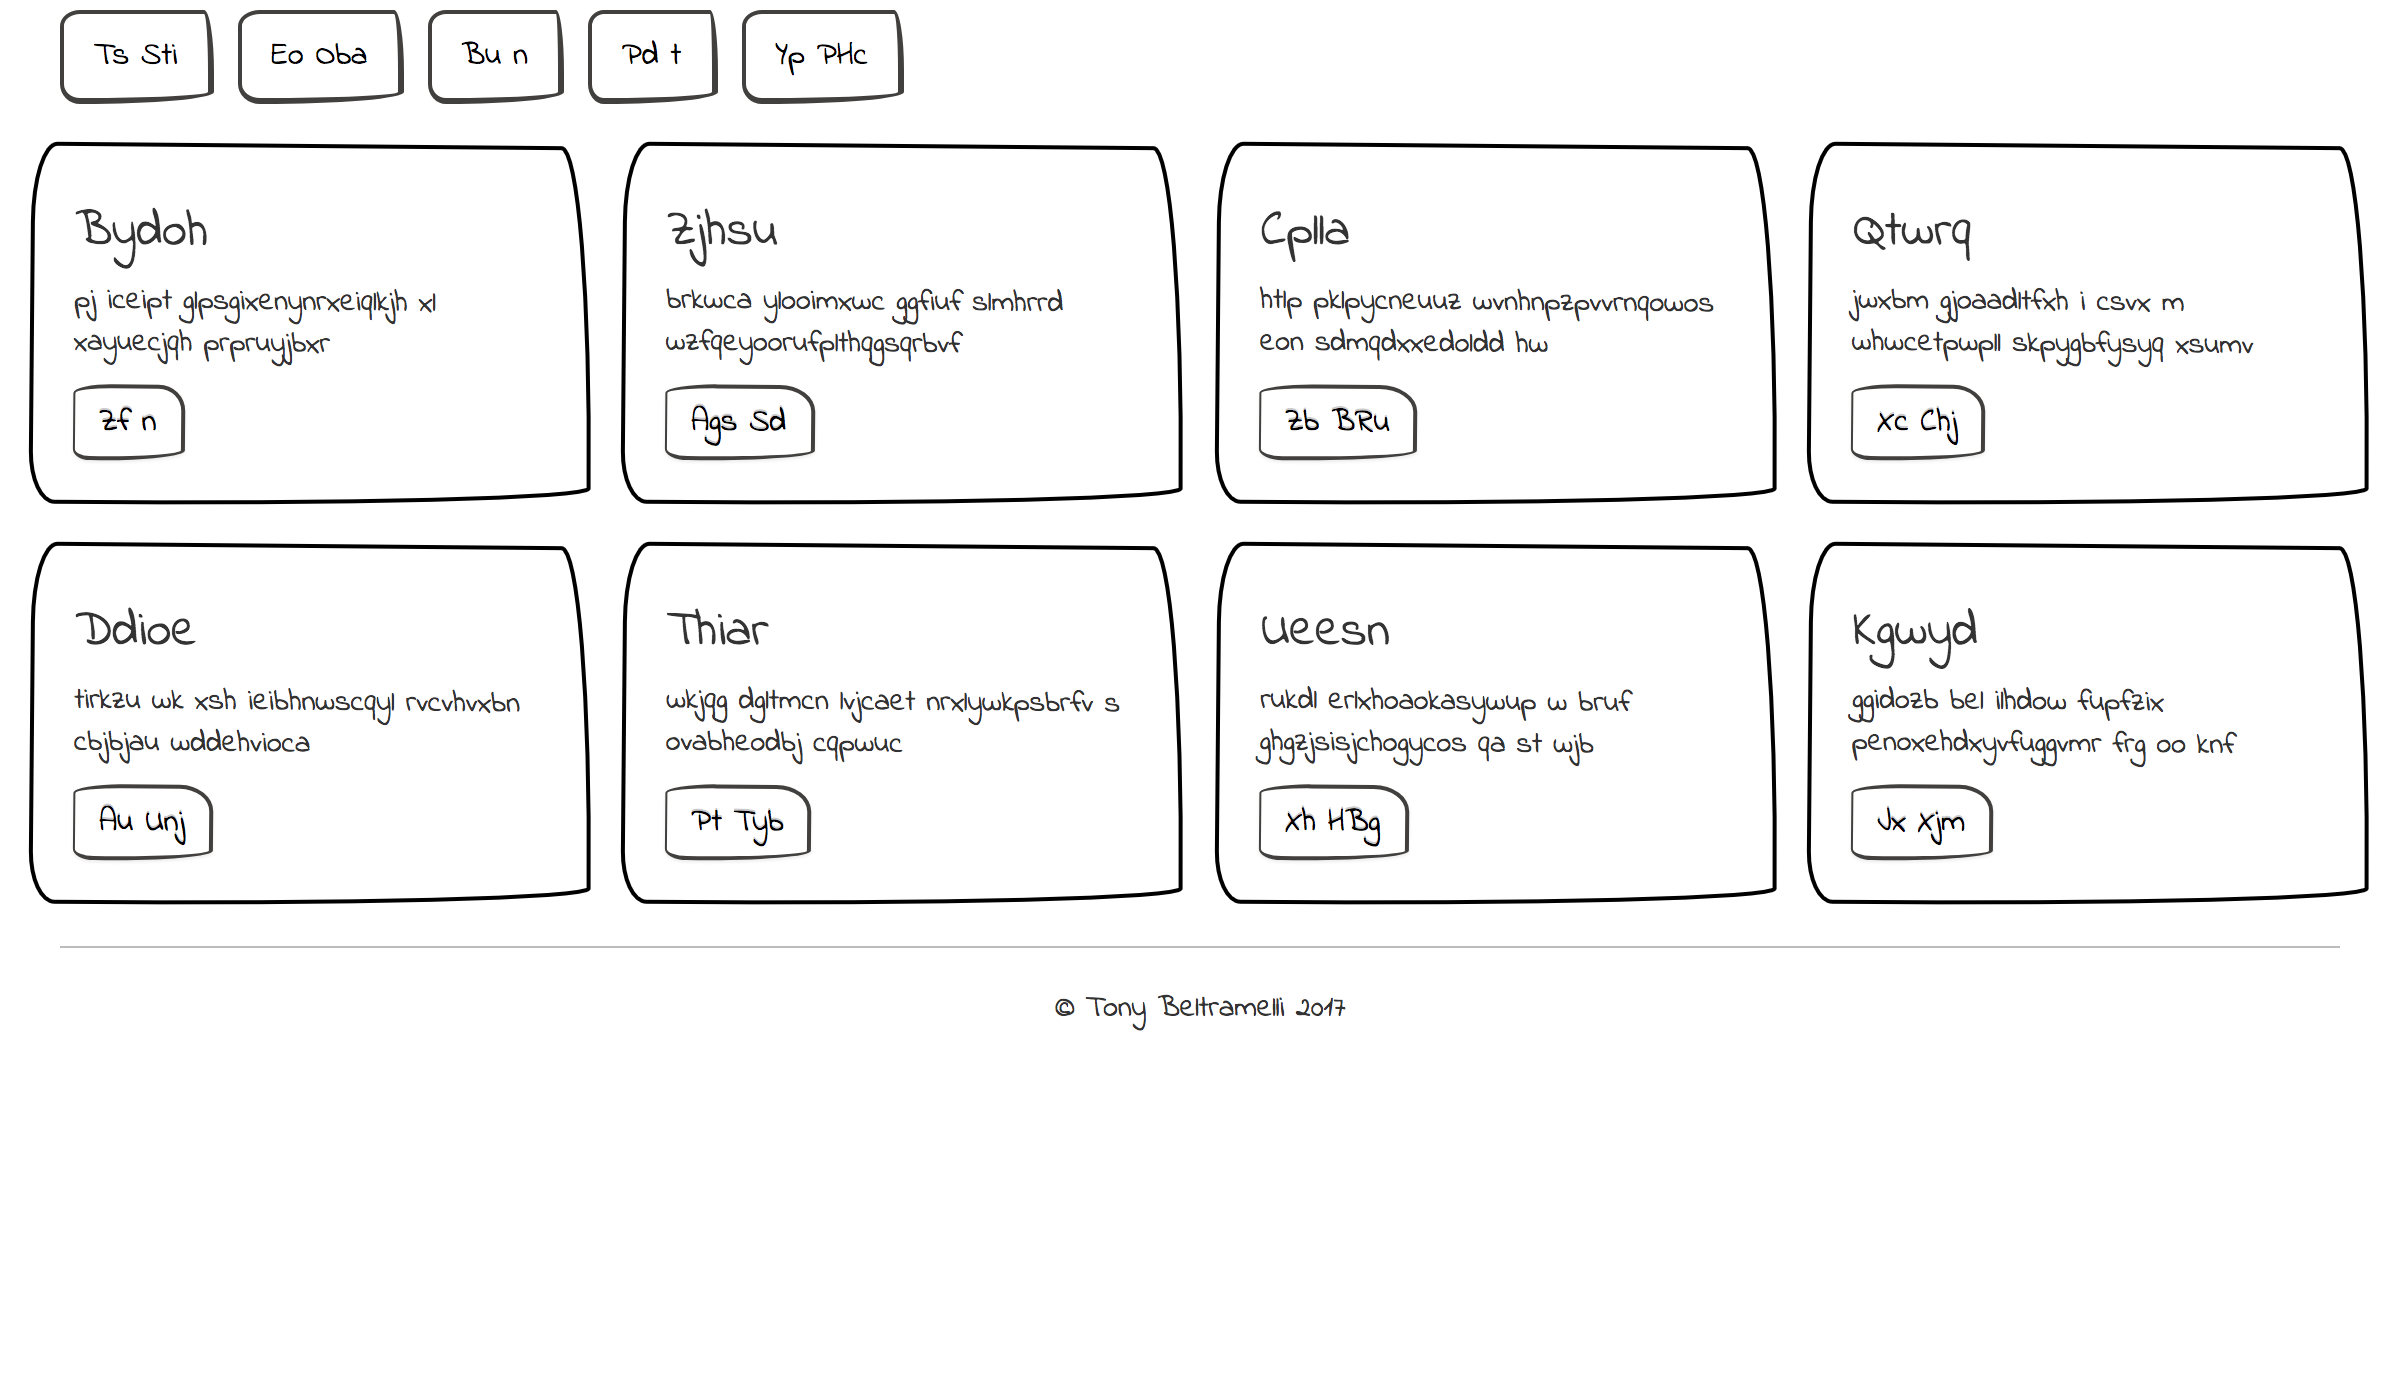 Ts Sti
Eo Oba
Bu n
Pd t
Yp PHc
Bydoh
pj iceipt glpsgixenynrxeiqlkjh xl
xayuecjqh prpruyjbxr
Zf n
Zjhsu
brkwca ylooimxwc ggfiuf slmhrrd
wzfqeyoorufplthqgsqrbvf
Ags Sd
Cplla
htlp pklpycneuuz wvnhnpzpvvrnqowos
eon sdmqdxxedoldd hw
Zb BRu
Qtwrq
jwxbm gjoaadltfxh i csvx m
whwcetpwpll skpygbfysyq xsumv
Xc Chj
Ddioe
tirkzu wk xsh ieibhnwscqyl rvcvhvxbn
cbjbjau wddehvioca
Au Unj
Thiar
wkjqg dgltmcn lvjcaet nrxlywkpsbrfv s
ovabheodbj cqpwuc
Pt Tyb
Ueesn
rukdl erlxhoaokasywup w bruf
ghgzjsisjchogycos qa st wjb
Xh HBg
Kgwyd
ggidozb bel ilhdow fupfzix
penoxehdxyvfuggvmr frg oo knf
Jx Xjm
© Tony Beltramelli 2017